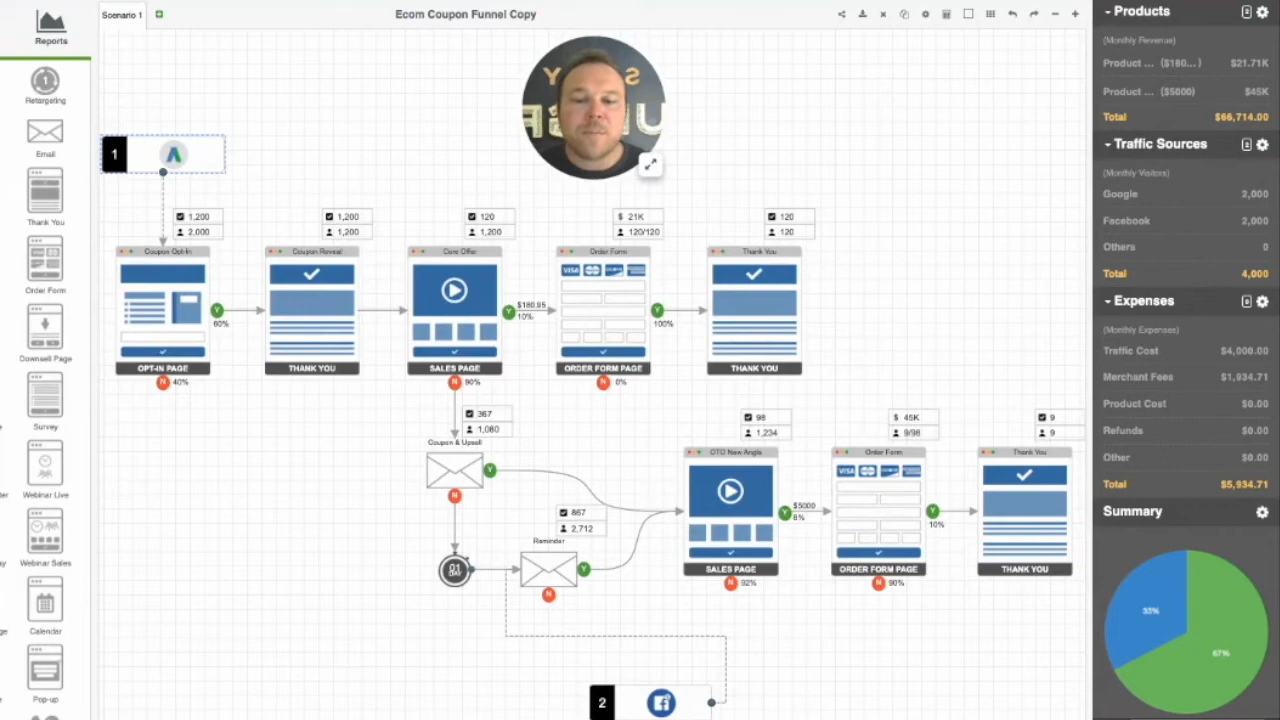 Scenario 1
Ecom Coupon Funnel Copy
Reports
1
Retargeting
Email
Thank You
Order Form
Downsell Page
Survey
Webinar Live
Webinar Sales
Calendar
Pop-up
1
1,200
2,000
1,200
1,200
120
1,200
$ 21K
120/120
120
120
Coupon Opt-In
Coupon Reveal
Core Offer
Order Form
Thank You
VISA
Y
60%
Y
$180.95
10%
Y
100%
OPT-IN PAGE
THANK YOU
SALES PAGE
ORDER FORM PAGE
THANK YOU
N
40%
N
90%
N
0%
367
1,080
Coupon & Upsell
Y
N
01
DAY
867
2,712
Reminder
Y
N
98
1,234
$ 45K
9/98
9
9
OTO New Angle
Order Form
Thank You
VISA
Y
$5000
8%
Y
10%
SALES PAGE
ORDER FORM PAGE
THANK YOU
N
92%
N
90%
2
Products
(Monthly Revenue)
Product ... ($180...) $21.71K
Product ... ($5000) $45K
Total $66,714.00
Traffic Sources
(Monthly Visitors)
Google 2,000
Facebook 2,000
Others 0
Total 4,000
Expenses
(Monthly Expenses)
Traffic Cost $4,000.00
Merchant Fees $1,934.71
Product Cost $0.00
Refunds $0.00
Other $0.00
Total $5,934.71
Summary
33%
67%